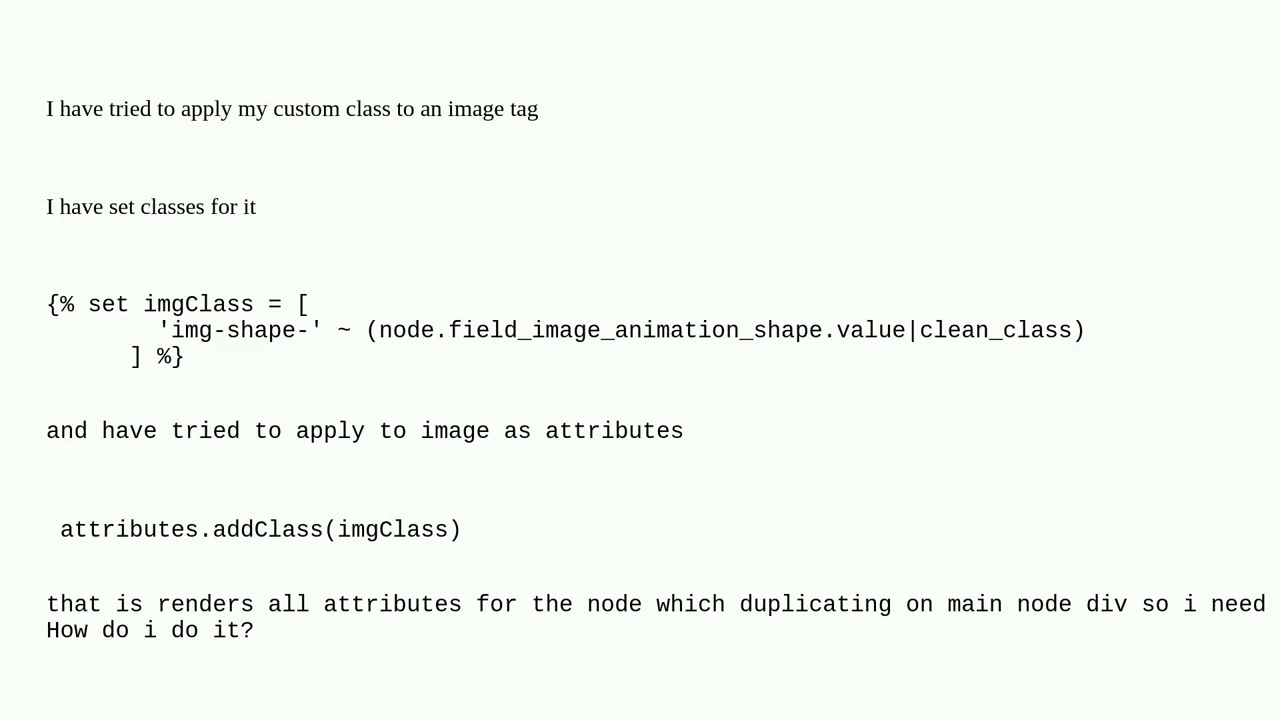 I have tried to apply my custom class to an image tag
I have set classes for it
{% set imgClass = [
'img-shape-' ~ (node.field_image_animation_shape.value|clean_class)
] %}
and have tried to apply to image as attributes
attributes.addClass(imgClass)
that is renders all attributes for the node which duplicating on main node div so i need
How do i do it?